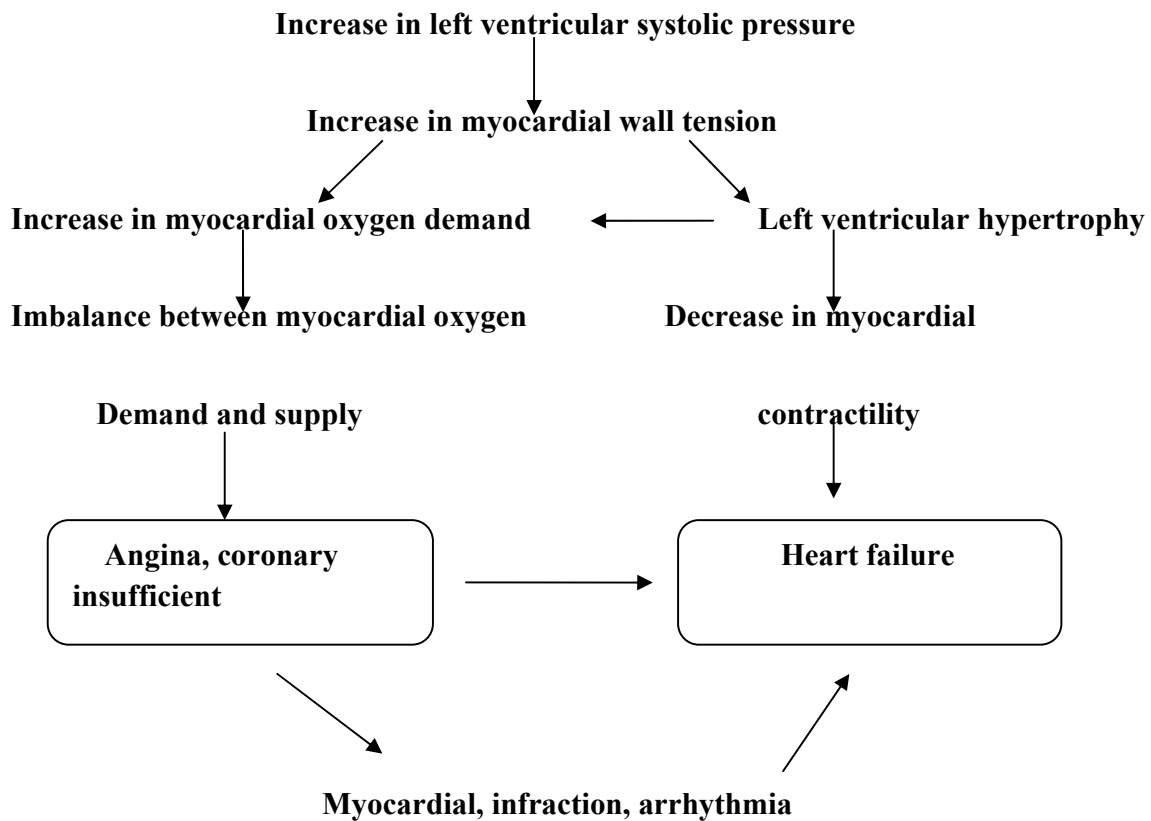 Increase in left ventricular systolic pressure
Increase in myocardial wall tension
Increase in myocardial oxygen demand
Left ventricular hypertrophy
Imbalance between myocardial oxygen
Decrease in myocardial
Demand and supply
contractility
Angina, coronary
insufficient
Heart failure
Myocardial, infraction, arrhythmia